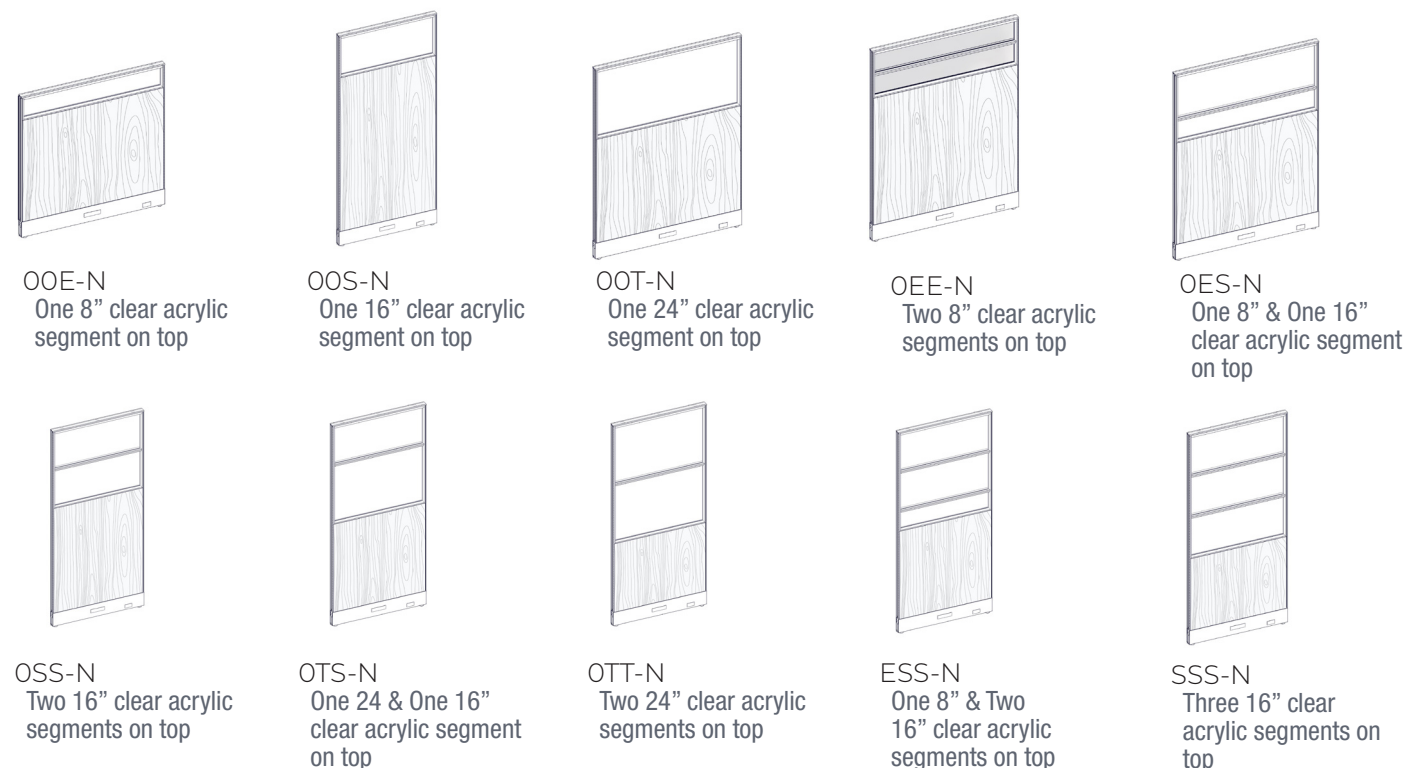 OOE-N
One 8” clear acrylic
segment on top
OOS-N
One 16” clear acrylic
segment on top
OOT-N
One 24” clear acrylic
segment on top
OEE-N
Two 8” clear acrylic
segments on top
OES-N
One 8” & One 16”
clear acrylic segment
on top
OSS-N
Two 16” clear acrylic
segments on top
OTS-N
One 24 & One 16”
clear acrylic segment
on top
OTT-N
Two 24” clear acrylic
segments on top
ESS-N
One 8” & Two
16” clear acrylic
segments on top
SSS-N
Three 16” clear
acrylic segments on
top